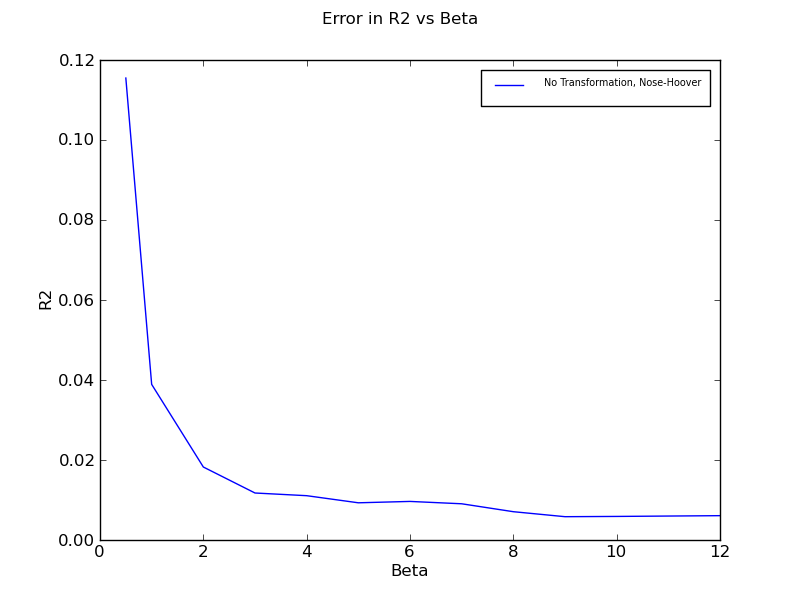 Error in R2 vs Beta
No Transformation, Nose-Hoover
0.12
0.10
0.08
0.06
0.04
0.02
0.00
R2
0 2 4 6 8 10 12
Beta